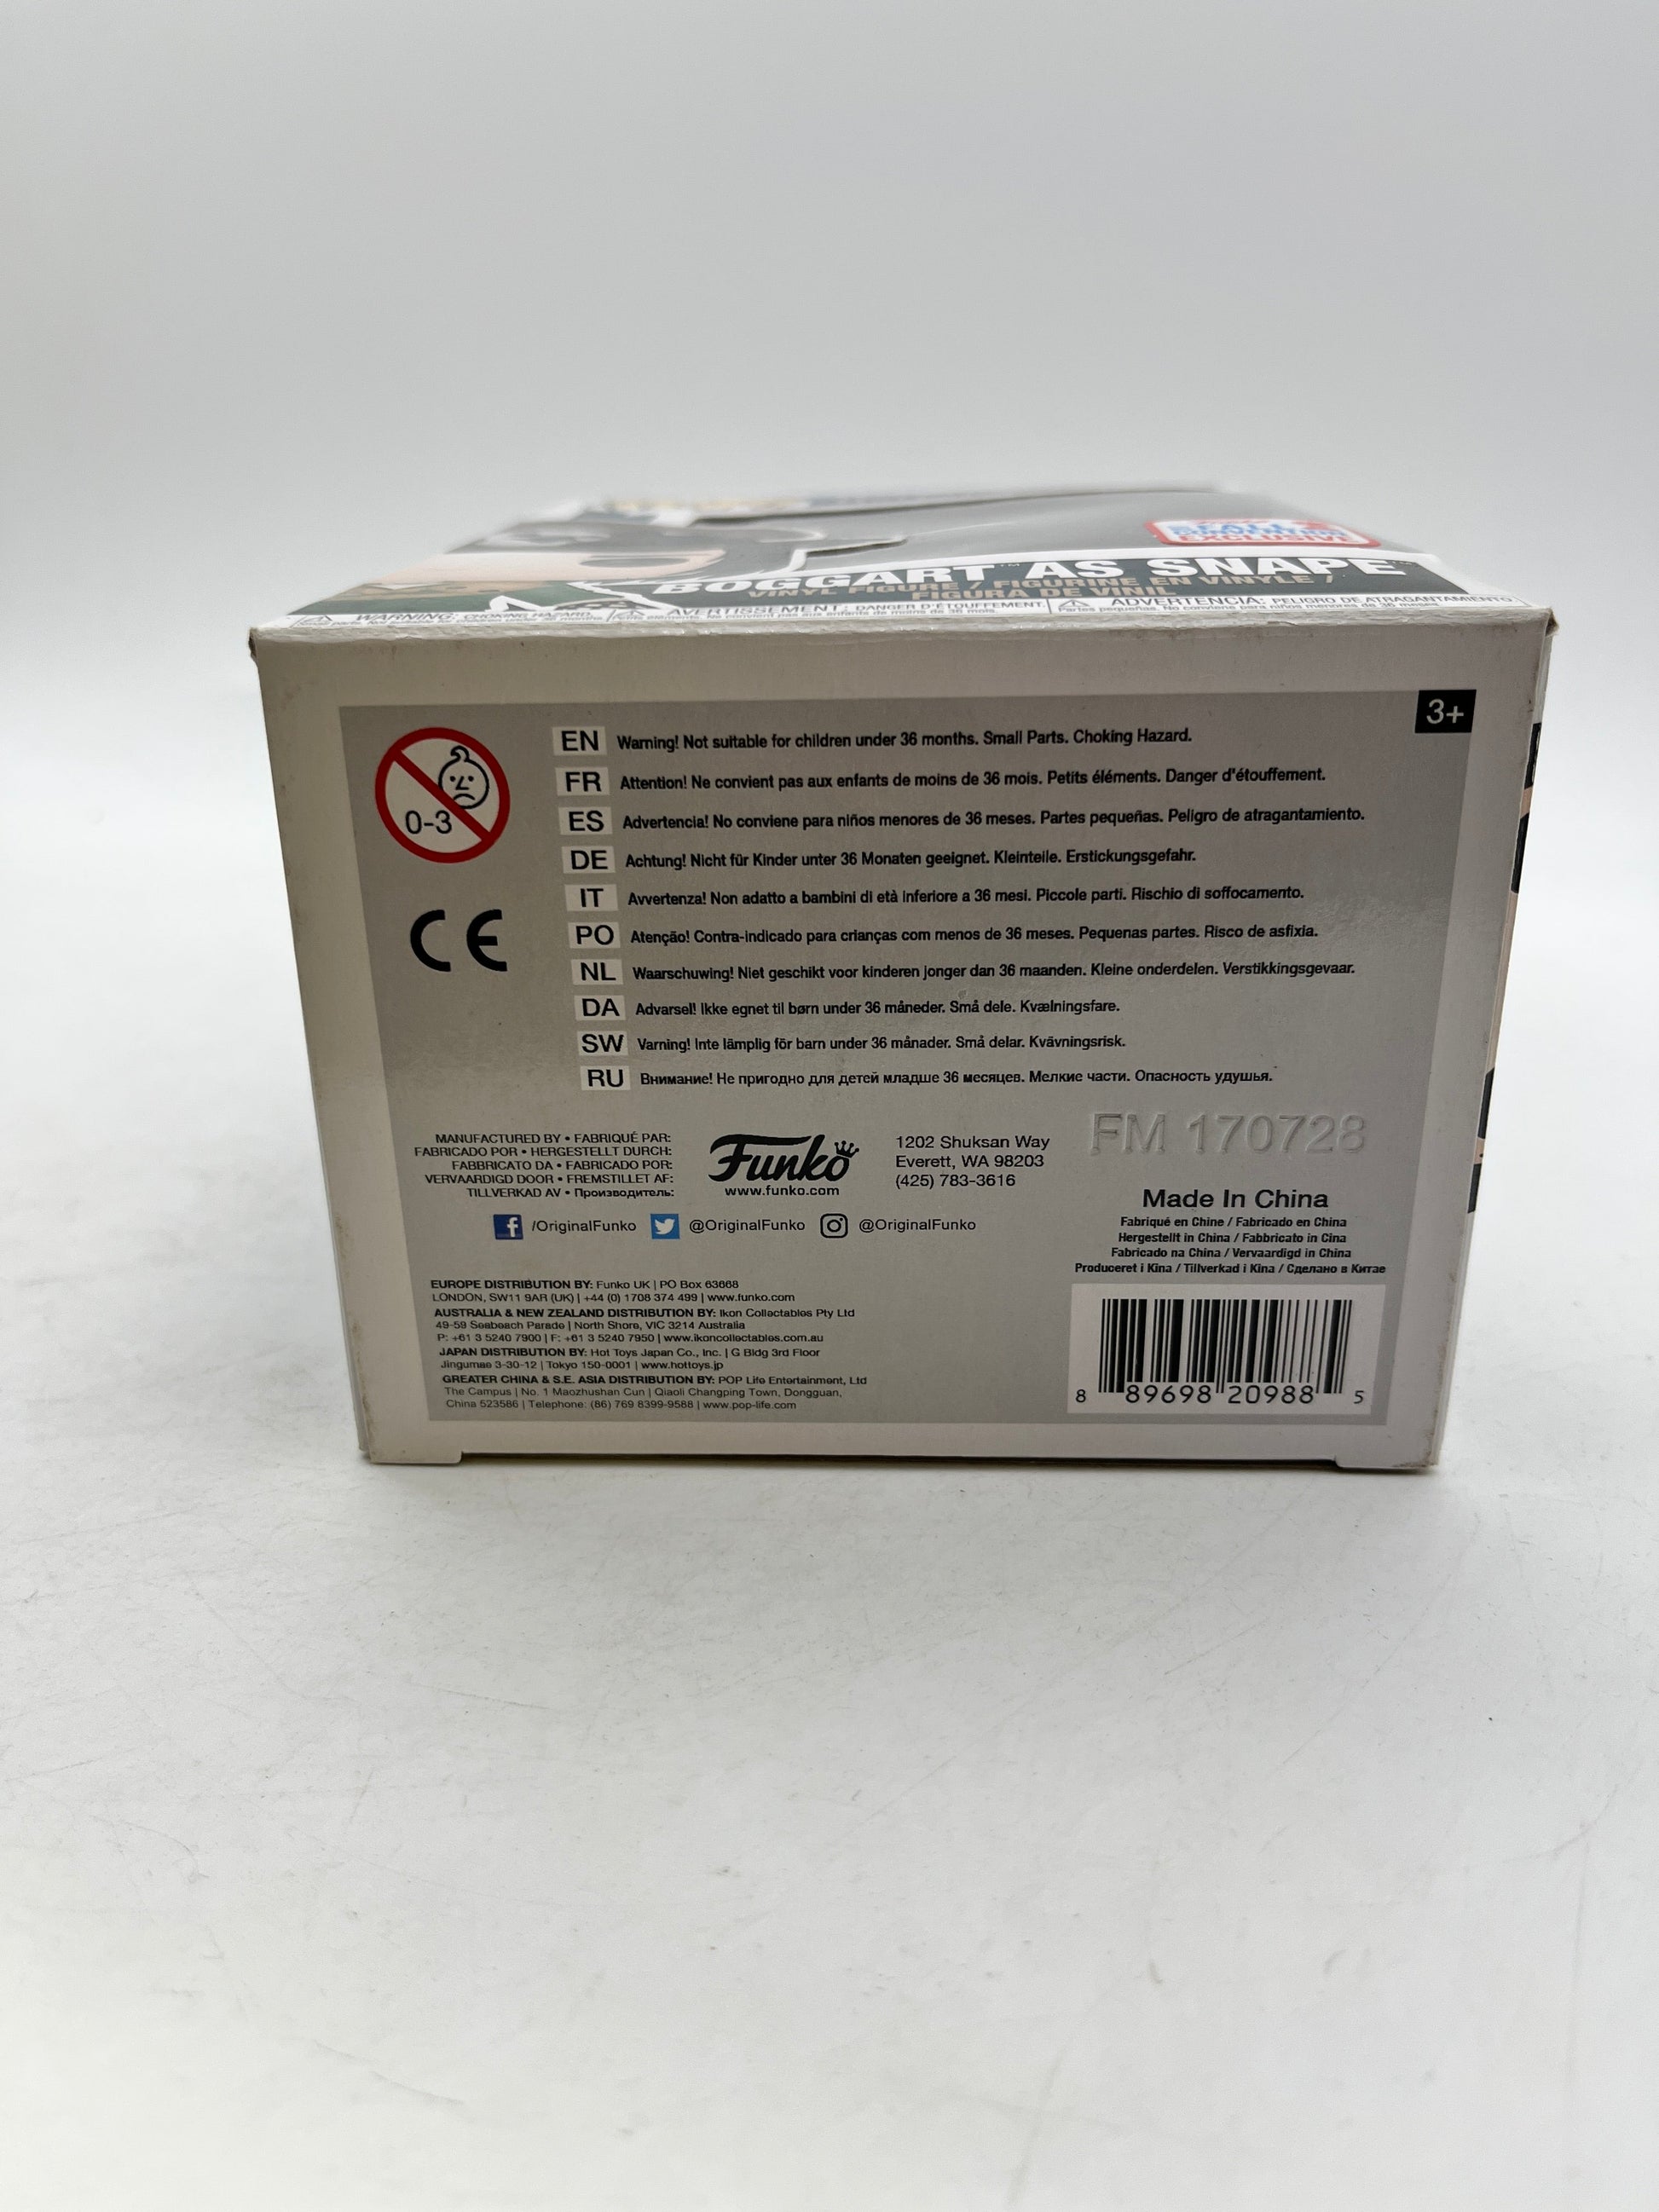 FALL
CONVENTION
EXCLUSIVE
BOGGART™ AS SNAPE™
VINYL FIGURE / FIGURINE EN VINYLE /
FIGURA DE VINIL
WARNING: CHOKING HAZARD.
AVERTISSEMENT: DANGER D'ÉTOUFFEMENT.
ADVERTENCIA: PELIGRO DE ATRAGANTAMIENTO
Partes pequeñas. No conviene para niños menores de 36 meses.
3+
0-3
CE
EN Warning! Not suitable for children under 36 months. Small Parts. Choking Hazard.
FR Attention! Ne convient pas aux enfants de moins de 36 mois. Petits éléments. Danger d'étouffement.
ES Advertencia! No conviene para niños menores de 36 meses. Partes pequeñas. Peligro de atragantamiento.
DE Achtung! Nicht für Kinder unter 36 Monaten geeignet. Kleinteile. Erstickungsgefahr.
IT Avvertenza! Non adatto a bambini di età inferiore a 36 mesi. Piccole parti. Rischio di soffocamento.
PO Atenção! Contra-indicado para crianças com menos de 36 meses. Pequenas partes. Risco de asfixia.
NL Waarschuwing! Niet geschikt voor kinderen jonger dan 36 maanden. Kleine onderdelen. Verstikkingsgevaar.
DA Advarsel! Ikke egnet til børn under 36 måneder. Små dele. Kvælningsfare.
SW Varning! Inte lämplig för barn under 36 månader. Små delar. Kvävningsrisk.
RU Внимание! Не пригодно для детей младше 36 месяцев. Мелкие части. Опасность удушья.
MANUFACTURED BY • FABRIQUÉ PAR:
FABRICADO POR • HERGESTELLT DURCH:
FABBRICATO DA • FABRICADO POR:
VERVAARDIGD DOOR • FREMSTILLET AF:
TILLVERKAD AV • Производитель:
Funko
www.funko.com
1202 Shuksan Way
Everett, WA 98203
(425) 783-3616
FM 170728
/OriginalFunko @OriginalFunko @OriginalFunko
Made In China
Fabriqué en Chine / Fabricado en China
Hergestellt in China / Fabbricato in Cina
Fabricado na China / Vervaardigd in China
Produceret i Kina / Tillverkad i Kina / Сделано в Китае
EUROPE DISTRIBUTION BY: Funko UK | PO Box 63668
LONDON, SW11 9AR (UK) | +44 (0) 1708 374 499 | www.funko.com
AUSTRALIA & NEW ZEALAND DISTRIBUTION BY: Ikon Collectables Pty Ltd
49-59 Seabeach Parade | North Shore, VIC 3214 Australia
P: +61 3 5240 7900 | F: +61 3 5240 7950 | www.ikoncollectables.com.au
JAPAN DISTRIBUTION BY: Hot Toys Japan Co., Inc. | G Bldg 3rd Floor
Jingumae 3-30-12 | Tokyo 150-0001 | www.hottoys.jp
GREATER CHINA & S.E. ASIA DISTRIBUTION BY: POP Life Entertainment, Ltd
The Campus | No. 1 Maozhushan Cun | Qiaoli Changping Town, Dongguan,
China 523586 | Telephone: (86) 769 8399-9588 | www.pop-life.com
8 89698 20988 5